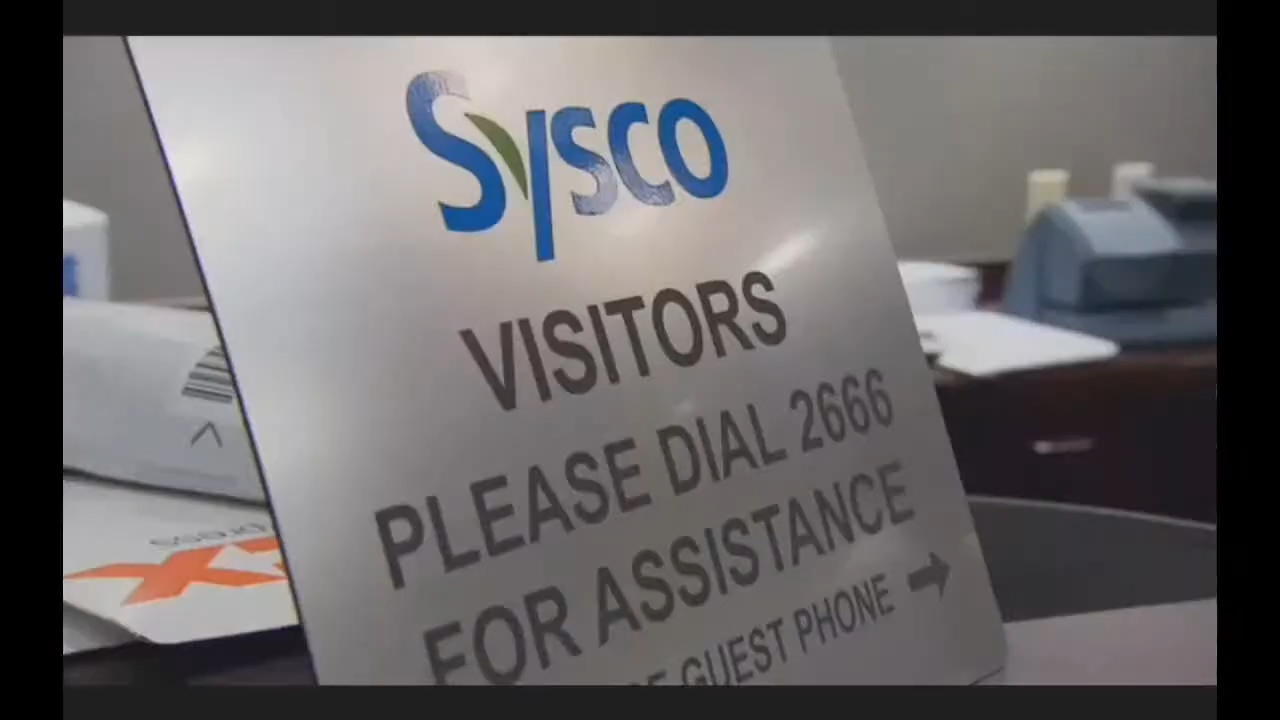 Sysco
VISITORS
PLEASE DIAL 2666
FOR ASSISTANCE
GUEST PHONE →